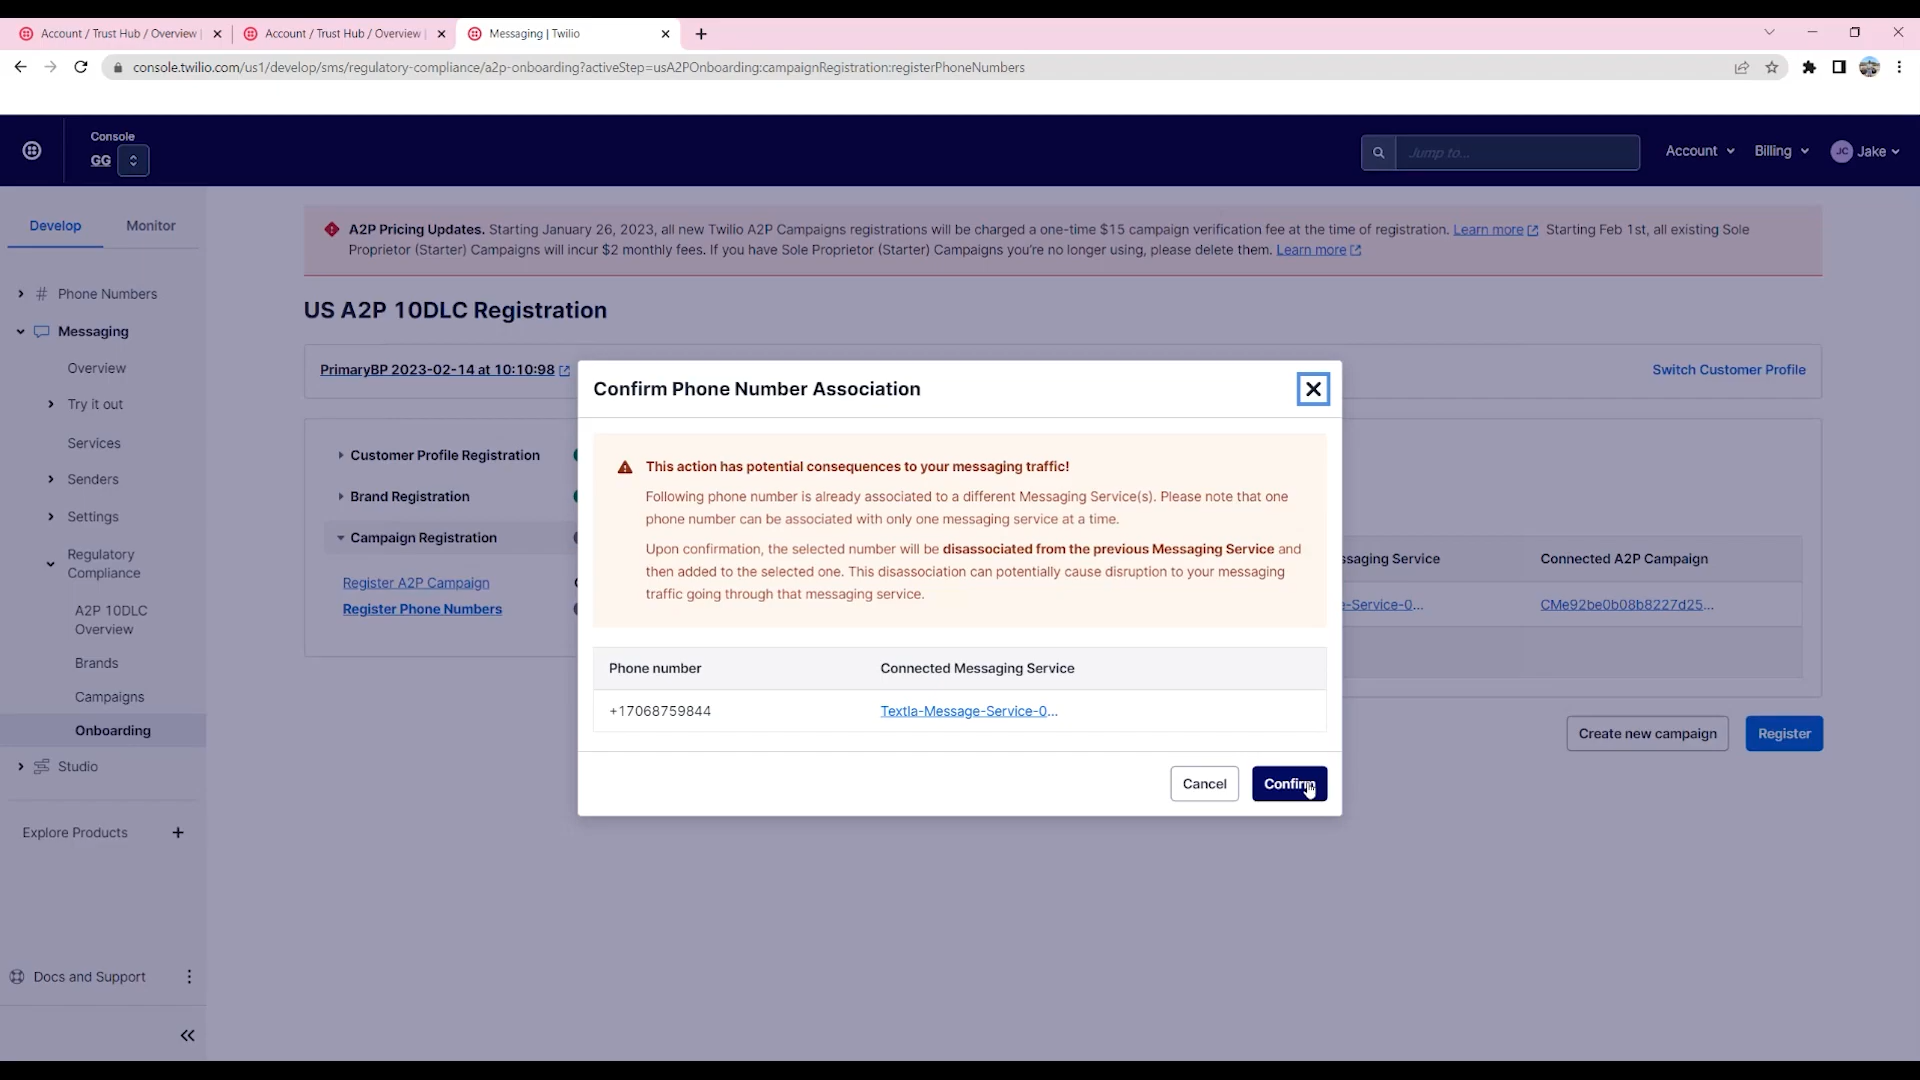 Account / Trust Hub / Overview
Account / Trust Hub / Overview
Messaging | Twilio
console.twilio.com/us1/develop/sms/regulatory-compliance/a2p-onboarding?activeStep=usA2POnboarding:campaignRegistration:registerPhoneNumbers
Console
GG
Jump to...
Account
Billing
JC
Jake
Develop
Monitor
Phone Numbers
Messaging
Overview
Try it out
Services
Senders
Settings
Regulatory
Compliance
A2P 10DLC
Overview
Brands
Campaigns
Onboarding
Studio
Explore Products
Docs and Support
A2P Pricing Updates. Starting January 26, 2023, all new Twilio A2P Campaigns registrations will be charged a one-time $15 campaign verification fee at the time of registration. Learn more Starting Feb 1st, all existing Sole
Proprietor (Starter) Campaigns will incur $2 monthly fees. If you have Sole Proprietor (Starter) Campaigns you're no longer using, please delete them. Learn more
US A2P 10DLC Registration
PrimaryBP 2023-02-14 at 10:10:98
Switch Customer Profile
Customer Profile Registration
Brand Registration
Campaign Registration
Register A2P Campaign
Register Phone Numbers
ssaging Service
Connected A2P Campaign
-Service-0...
CMe92be0b08b8227d25...
Create new campaign
Register
Confirm Phone Number Association
This action has potential consequences to your messaging traffic!
Following phone number is already associated to a different Messaging Service(s). Please note that one
phone number can be associated with only one messaging service at a time.
Upon confirmation, the selected number will be disassociated from the previous Messaging Service and
then added to the selected one. This disassociation can potentially cause disruption to your messaging
traffic going through that messaging service.
Phone number
Connected Messaging Service
+17068759844
Textla-Message-Service-0...
Cancel
Confirm